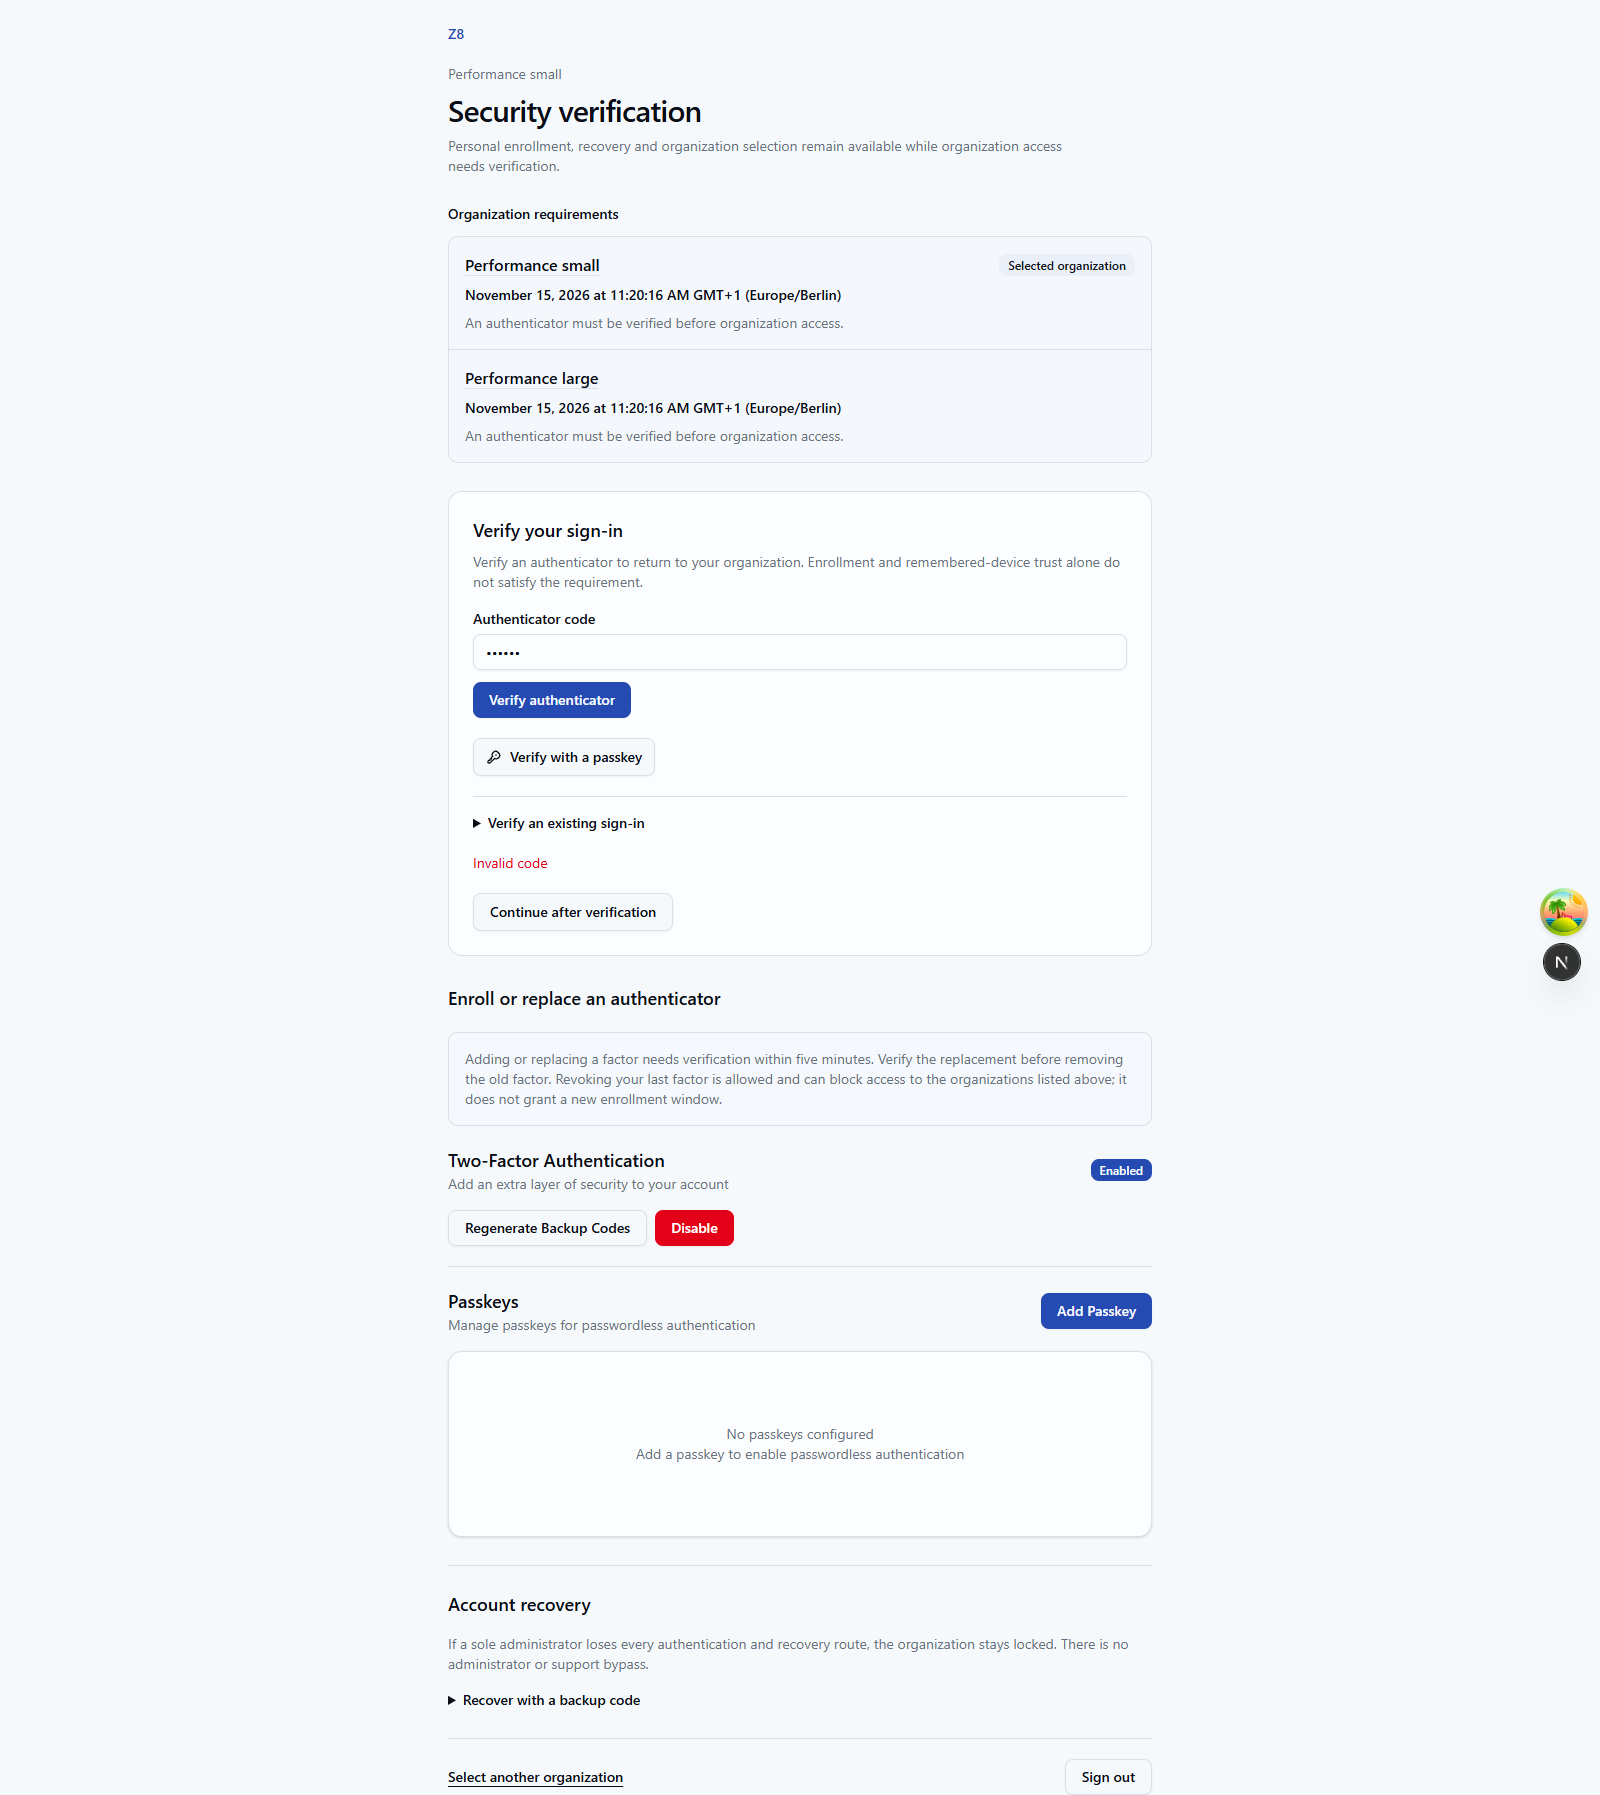 Z8
Performance small
Security verification
Personal enrollment, recovery and organization selection remain available while organization access
needs verification.
Organization requirements
Performance small
Selected organization
November 15, 2026 at 11:20:16 AM GMT+1 (Europe/Berlin)
An authenticator must be verified before organization access.
Performance large
November 15, 2026 at 11:20:16 AM GMT+1 (Europe/Berlin)
An authenticator must be verified before organization access.
Verify your sign-in
Verify an authenticator to return to your organization. Enrollment and remembered-device trust alone do
not satisfy the requirement.
Authenticator code
••••••
Verify authenticator
Verify with a passkey
Verify an existing sign-in
Invalid code
Continue after verification
N
Enroll or replace an authenticator
Adding or replacing a factor needs verification within five minutes. Verify the replacement before removing
the old factor. Revoking your last factor is allowed and can block access to the organizations listed above; it
does not grant a new enrollment window.
Two-Factor Authentication
Enabled
Add an extra layer of security to your account
Regenerate Backup Codes
Disable
Passkeys
Add Passkey
Manage passkeys for passwordless authentication
No passkeys configured
Add a passkey to enable passwordless authentication
Account recovery
If a sole administrator loses every authentication and recovery route, the organization stays locked. There is no
administrator or support bypass.
Recover with a backup code
Select another organization
Sign out